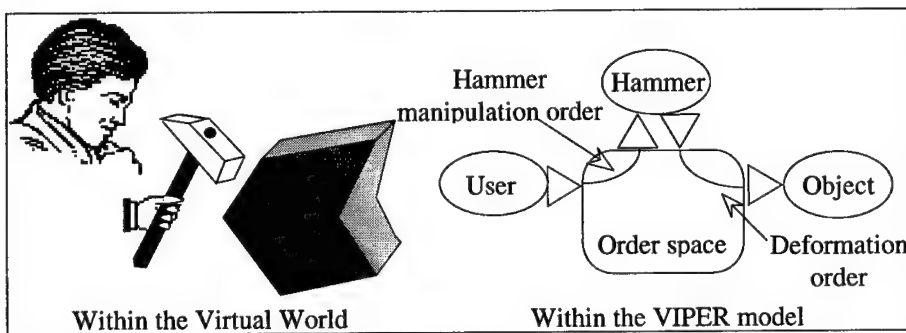 Hammer
manipulation order
Hammer
User
Object
Order space
Deformation
order
Within the Virtual World
Within the VIPER model